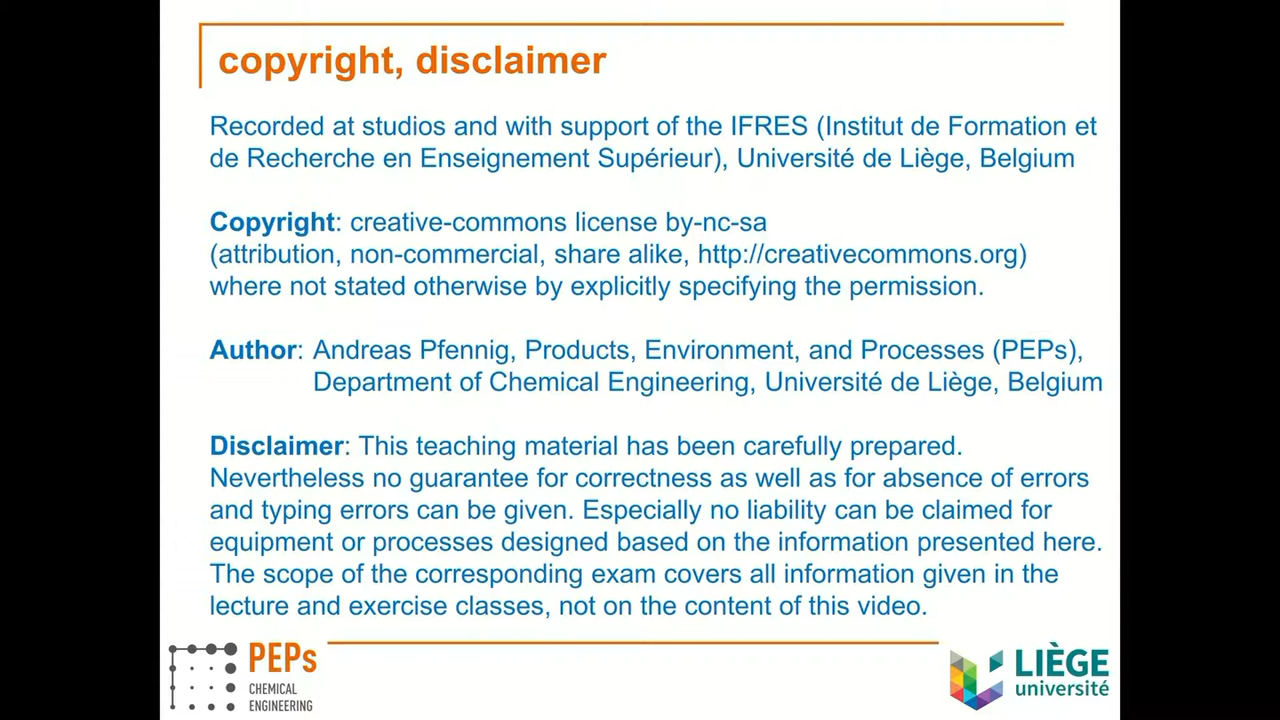 copyright, disclaimer
Recorded at studios and with support of the IFRES (Institut de Formation et
de Recherche en Enseignement Supérieur), Université de Liège, Belgium
Copyright: creative-commons license by-nc-sa
(attribution, non-commercial, share alike, http://creativecommons.org)
where not stated otherwise by explicitly specifying the permission.
Author: Andreas Pfennig, Products, Environment, and Processes (PEPs),
Department of Chemical Engineering, Université de Liège, Belgium
Disclaimer: This teaching material has been carefully prepared.
Nevertheless no guarantee for correctness as well as for absence of errors
and typing errors can be given. Especially no liability can be claimed for
equipment or processes designed based on the information presented here.
The scope of the corresponding exam covers all information given in the
lecture and exercise classes, not on the content of this video.
PEPs
CHEMICAL
ENGINEERING
LIÈGE
université